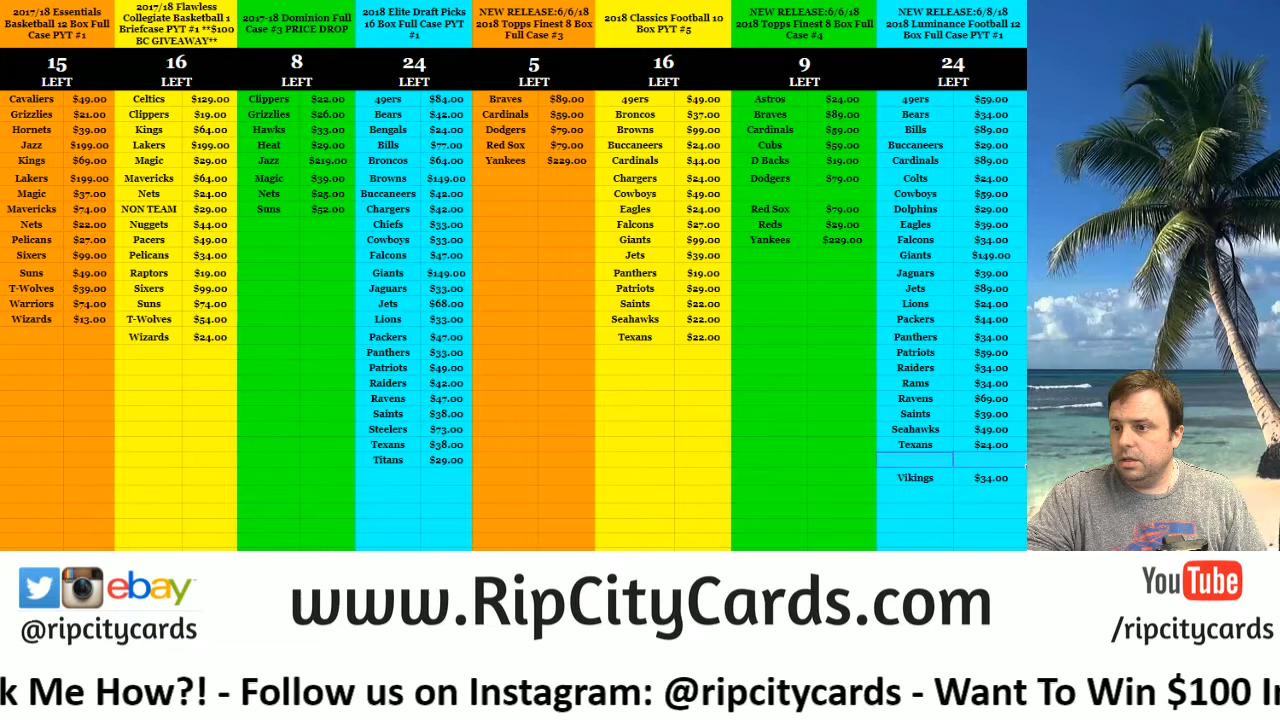 2017/18 Essentials
Basketball 12 Box Full
Case PYT #1
15
LEFT
Cavaliers $49.00
Grizzlies $21.00
Hornets $39.00
Jazz $199.00
Kings $69.00
Lakers $199.00
Magic $37.00
Mavericks $74.00
Nets $22.00
Pelicans $27.00
Sixers $99.00
Suns $49.00
T-Wolves $39.00
Warriors $74.00
Wizards $13.00
2017/18 Flawless
Collegiate Basketball 1
Briefcase PYT #1 **$100
BC GIVEAWAY**
16
LEFT
Celtics $129.00
Clippers $19.00
Kings $64.00
Lakers $199.00
Magic $29.00
Mavericks $64.00
Nets $24.00
NON TEAM $29.00
Nuggets $44.00
Pacers $49.00
Pelicans $34.00
Raptors $19.00
Sixers $99.00
Suns $74.00
T-Wolves $54.00
Wizards $24.00
2017-18 Dominion Full
Case #3 PRICE DROP
8
LEFT
Clippers $22.00
Grizzlies $26.00
Hawks $33.00
Heat $29.00
Jazz $219.00
Magic $39.00
Nets $25.00
Suns $52.00
2018 Elite Draft Picks
16 Box Full Case PYT
#1
24
LEFT
49ers $84.00
Bears $42.00
Bengals $24.00
Bills $77.00
Broncos $64.00
Browns $149.00
Buccaneers $42.00
Chargers $42.00
Chiefs $33.00
Cowboys $33.00
Falcons $47.00
Giants $149.00
Jaguars $33.00
Jets $68.00
Lions $33.00
Packers $47.00
Panthers $33.00
Patriots $49.00
Raiders $42.00
Ravens $47.00
Saints $38.00
Steelers $73.00
Texans $38.00
Titans $29.00
NEW RELEASE:6/6/18
2018 Topps Finest 8 Box
Full Case #3
5
LEFT
Braves $89.00
Cardinals $59.00
Dodgers $79.00
Red Sox $79.00
Yankees $229.00
2018 Classics Football 10
Box PYT #5
16
LEFT
49ers $49.00
Broncos $37.00
Browns $99.00
Buccaneers $24.00
Cardinals $44.00
Chargers $24.00
Cowboys $49.00
Eagles $24.00
Falcons $27.00
Giants $99.00
Jets $39.00
Panthers $19.00
Patriots $29.00
Saints $22.00
Seahawks $22.00
Texans $22.00
NEW RELEASE:6/6/18
2018 Topps Finest 8 Box Full
Case #4
9
LEFT
Astros $24.00
Braves $89.00
Cardinals $59.00
Cubs $59.00
D Backs $19.00
Dodgers $79.00
Red Sox $79.00
Reds $29.00
Yankees $229.00
NEW RELEASE:6/8/18
2018 Luminance Football 12
Box Full Case PYT #1
24
LEFT
49ers $59.00
Bears $34.00
Bills $89.00
Buccaneers $29.00
Cardinals $89.00
Colts $24.00
Cowboys $59.00
Dolphins $29.00
Eagles $39.00
Falcons $34.00
Giants $149.00
Jaguars $39.00
Jets $89.00
Lions $24.00
Packers $44.00
Panthers $34.00
Patriots $59.00
Raiders $34.00
Rams $34.00
Ravens $69.00
Saints $39.00
Seahawks $49.00
Texans $24.00
Vikings $34.00
ebay
@ripcitycards
www.RipCityCards.com
YouTube
/ripcitycards
k Me How?! - Follow us on Instagram: @ripcitycards - Want To Win $100 I